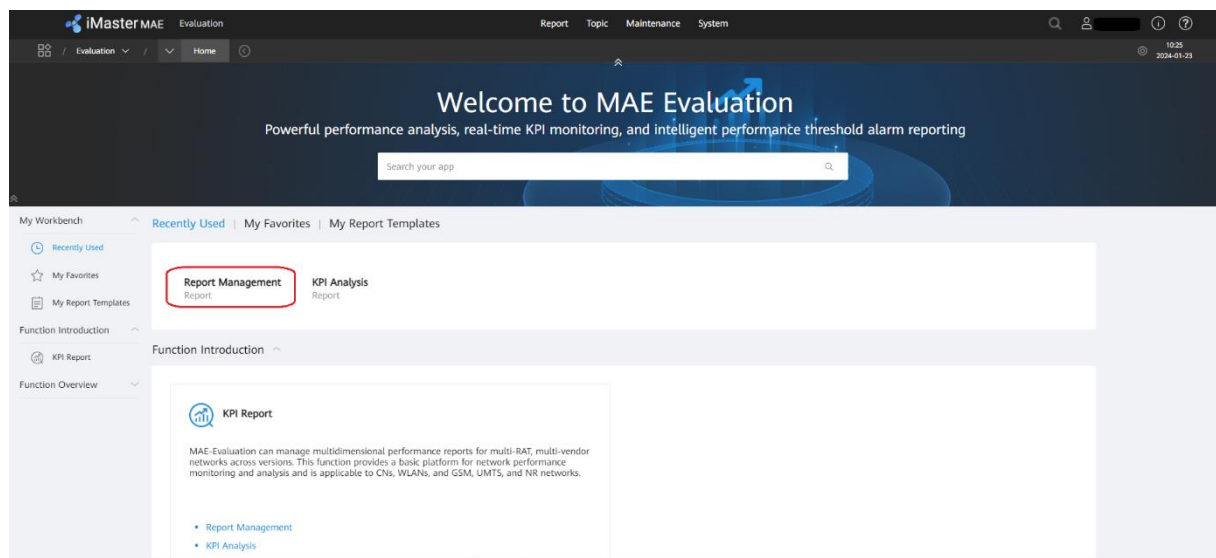 iMaster MAE Evaluation Report Topic Maintenance System
/ Evaluation / Home 10:25
2024-01-23
Welcome to MAE Evaluation
Powerful performance analysis, real-time KPI monitoring, and intelligent performance threshold alarm reporting
Search your app
My Workbench
Recently Used
My Favorites
My Report Templates
Function Introduction
KPI Report
Function Overview
Recently Used | My Favorites | My Report Templates
Report Management
Report
KPI Analysis
Report
Function Introduction
KPI Report
MAE-Evaluation can manage multidimensional performance reports for multi-RAT, multi-vendor
networks across versions. This function provides a basic platform for network performance
monitoring and analysis and is applicable to CNs, WLANs, and GSM, UMTS, and NR networks.
• Report Management
• KPI Analysis